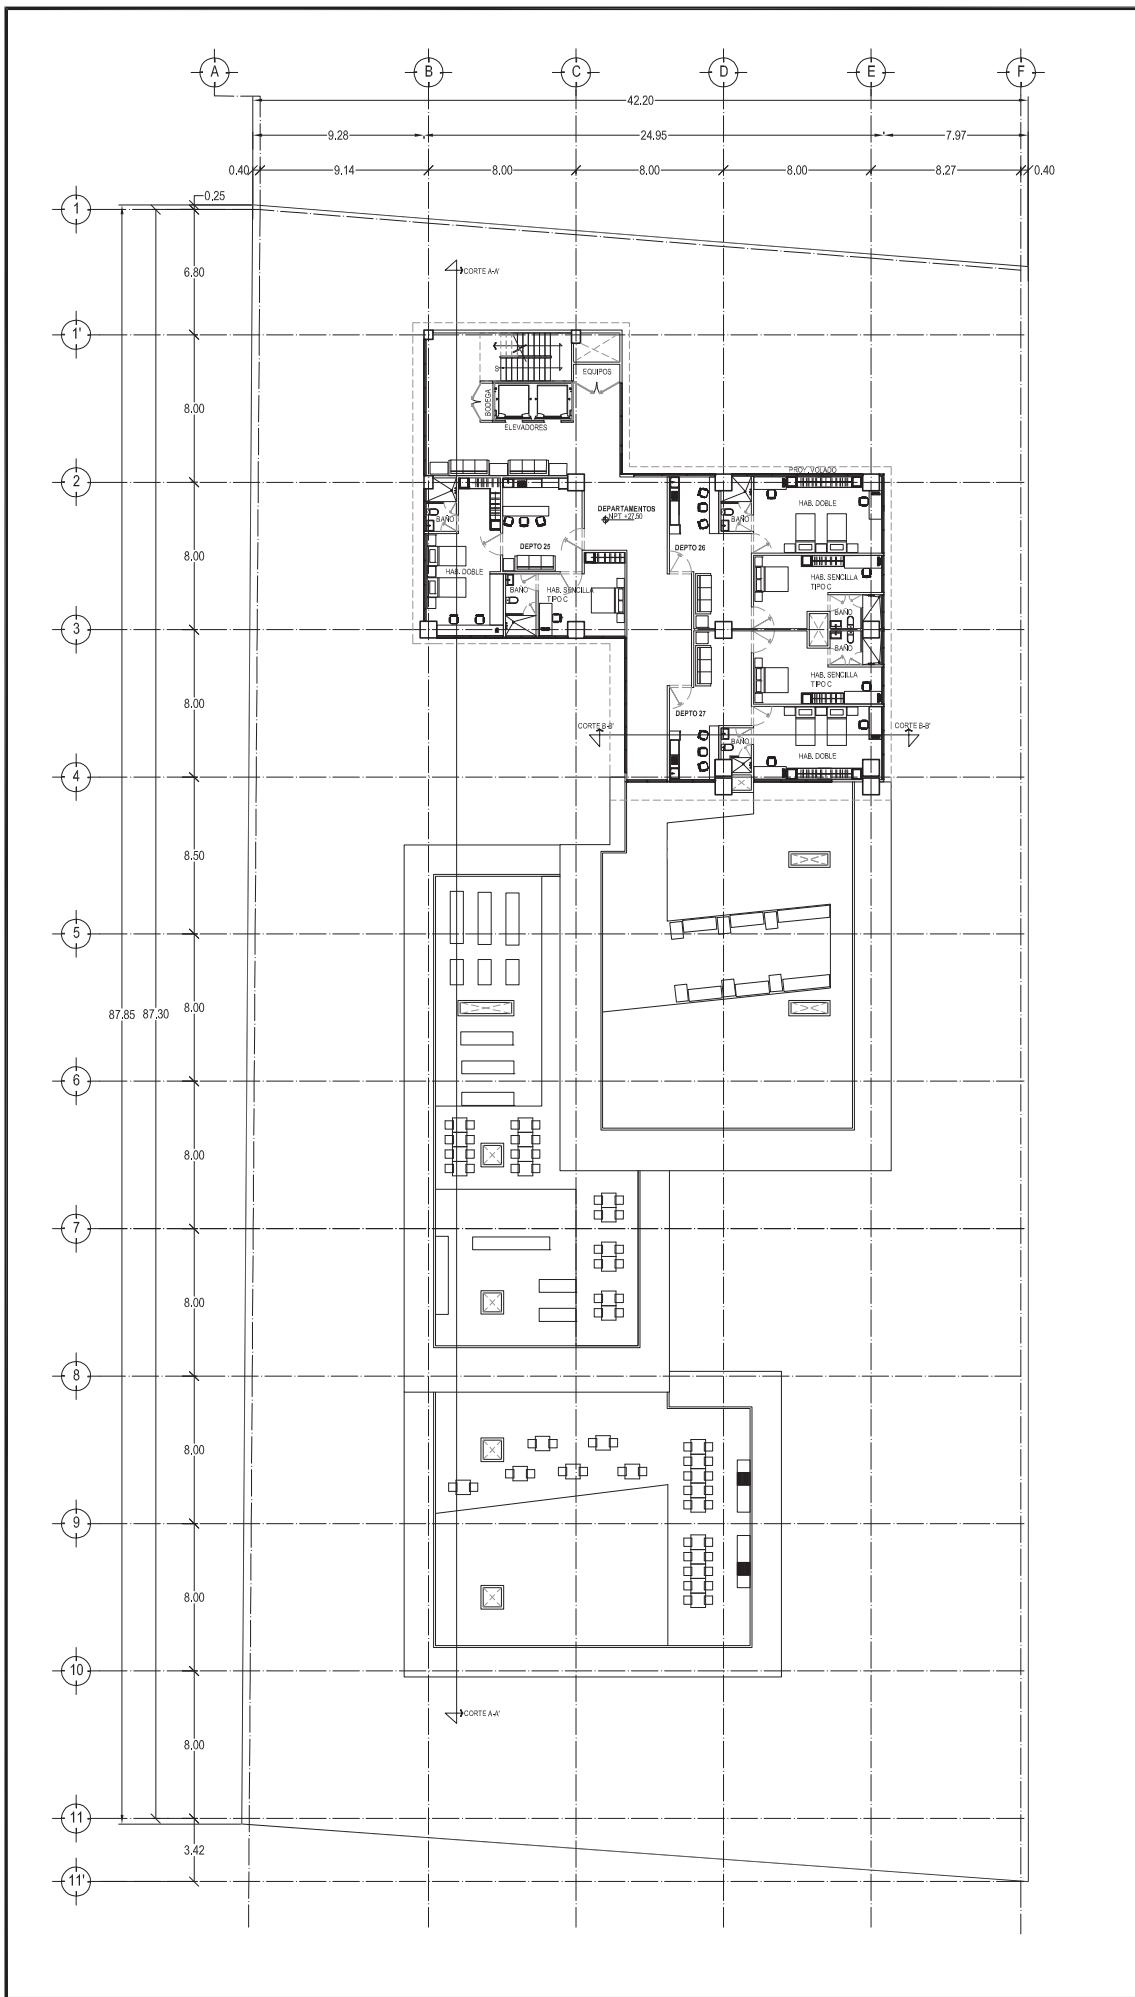 A B C D E F
42.20
9.28 24.95 7.97
0.40 9.14 8.00 8.00 8.00 8.27 0.40
0.25
1
6.80
CORTE A-A'
1'
EQUIPOS
8.00
BODEGA
ELEVADORES
2
PROY. VOLADO
HAB. DOBLE
DEPARTAMENTOS
NPT +27.50
BAÑO
BAÑO
DEPTO 25
DEPTO 26
8.00
HAB. DOBLE
HAB. SENCILLA
TIPO C
BAÑO
HAB. SENCILLA
TIPO C
BAÑO
3
BAÑO
HAB. SENCILLA
TIPO C
8.00
DEPTO 27
CORTE B-B'
CORTE B-B'
BAÑO
HAB. DOBLE
4
8.50
5
87.85 87.30
8.00
6
8.00
7
8.00
8
8.00
9
8.00
10
CORTE A-A'
8.00
11
3.42
11'